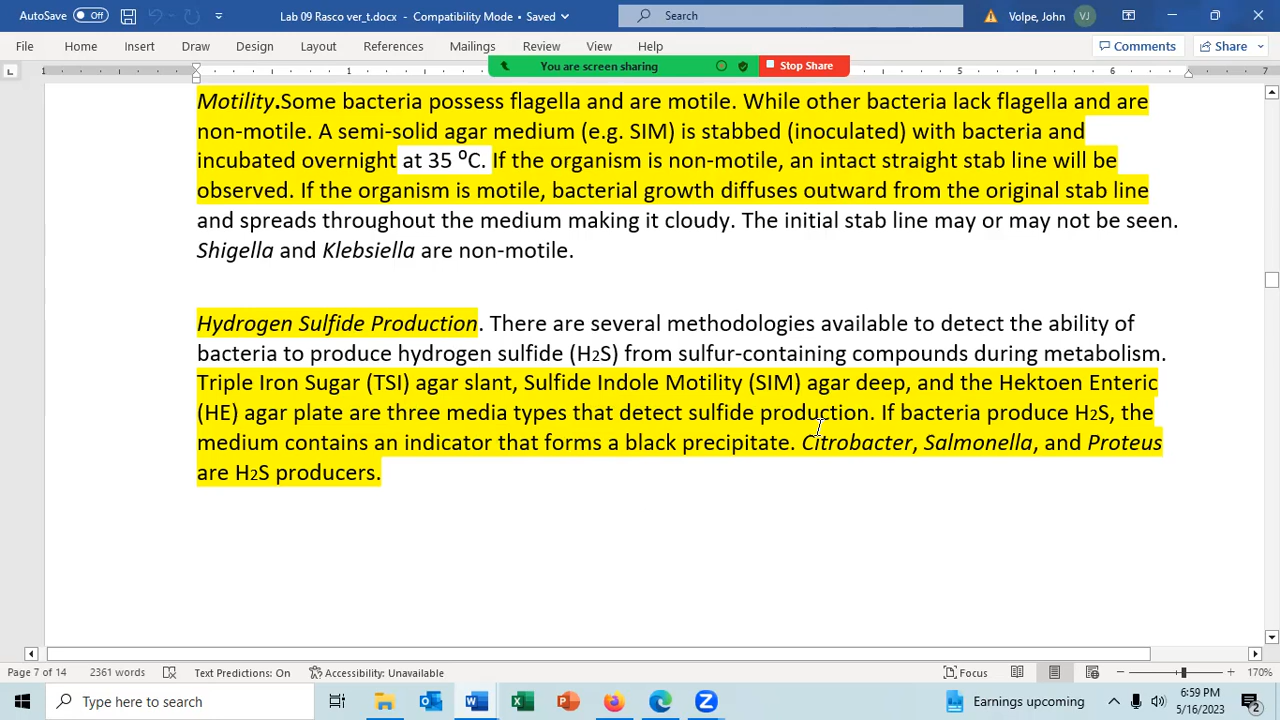 AutoSave Off Lab 09 Rasco ver_t.docx - Compatibility Mode • Saved Search Volpe, John VJ
File Home Insert Draw Design Layout References Mailings Review View Help Comments Share
You are screen sharing Stop Share
1 1 5 6 7
Motility.Some bacteria possess flagella and are motile. While other bacteria lack flagella and are
non-motile. A semi-solid agar medium (e.g. SIM) is stabbed (inoculated) with bacteria and
incubated overnight at 35 ⁰C. If the organism is non-motile, an intact straight stab line will be
observed. If the organism is motile, bacterial growth diffuses outward from the original stab line
and spreads throughout the medium making it cloudy. The initial stab line may or may not be seen.
Shigella and Klebsiella are non-motile.
Hydrogen Sulfide Production. There are several methodologies available to detect the ability of
bacteria to produce hydrogen sulfide (H2S) from sulfur-containing compounds during metabolism.
Triple Iron Sugar (TSI) agar slant, Sulfide Indole Motility (SIM) agar deep, and the Hektoen Enteric
(HE) agar plate are three media types that detect sulfide production. If bacteria produce H2S, the
medium contains an indicator that forms a black precipitate. Citrobacter, Salmonella, and Proteus
are H2S producers.
Page 7 of 14 2361 words Text Predictions: On Accessibility: Unavailable Focus 170%
Type here to search Earnings upcoming 6:59 PM
5/16/2023 2